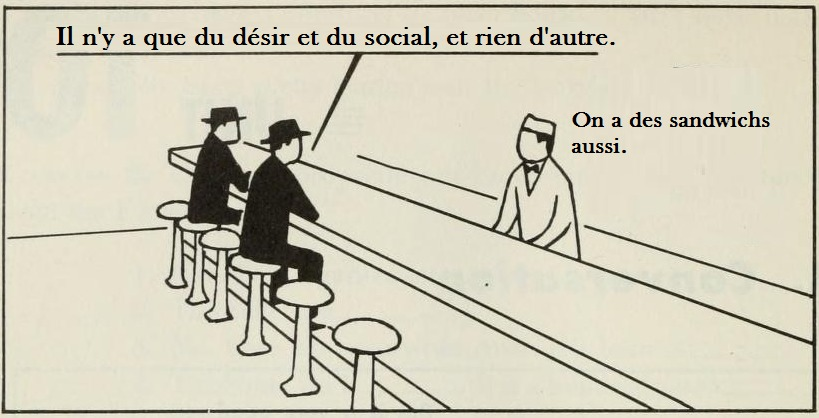 Il n'y a que du désir et du social, et rien d'autre.
On a des sandwichs
aussi.